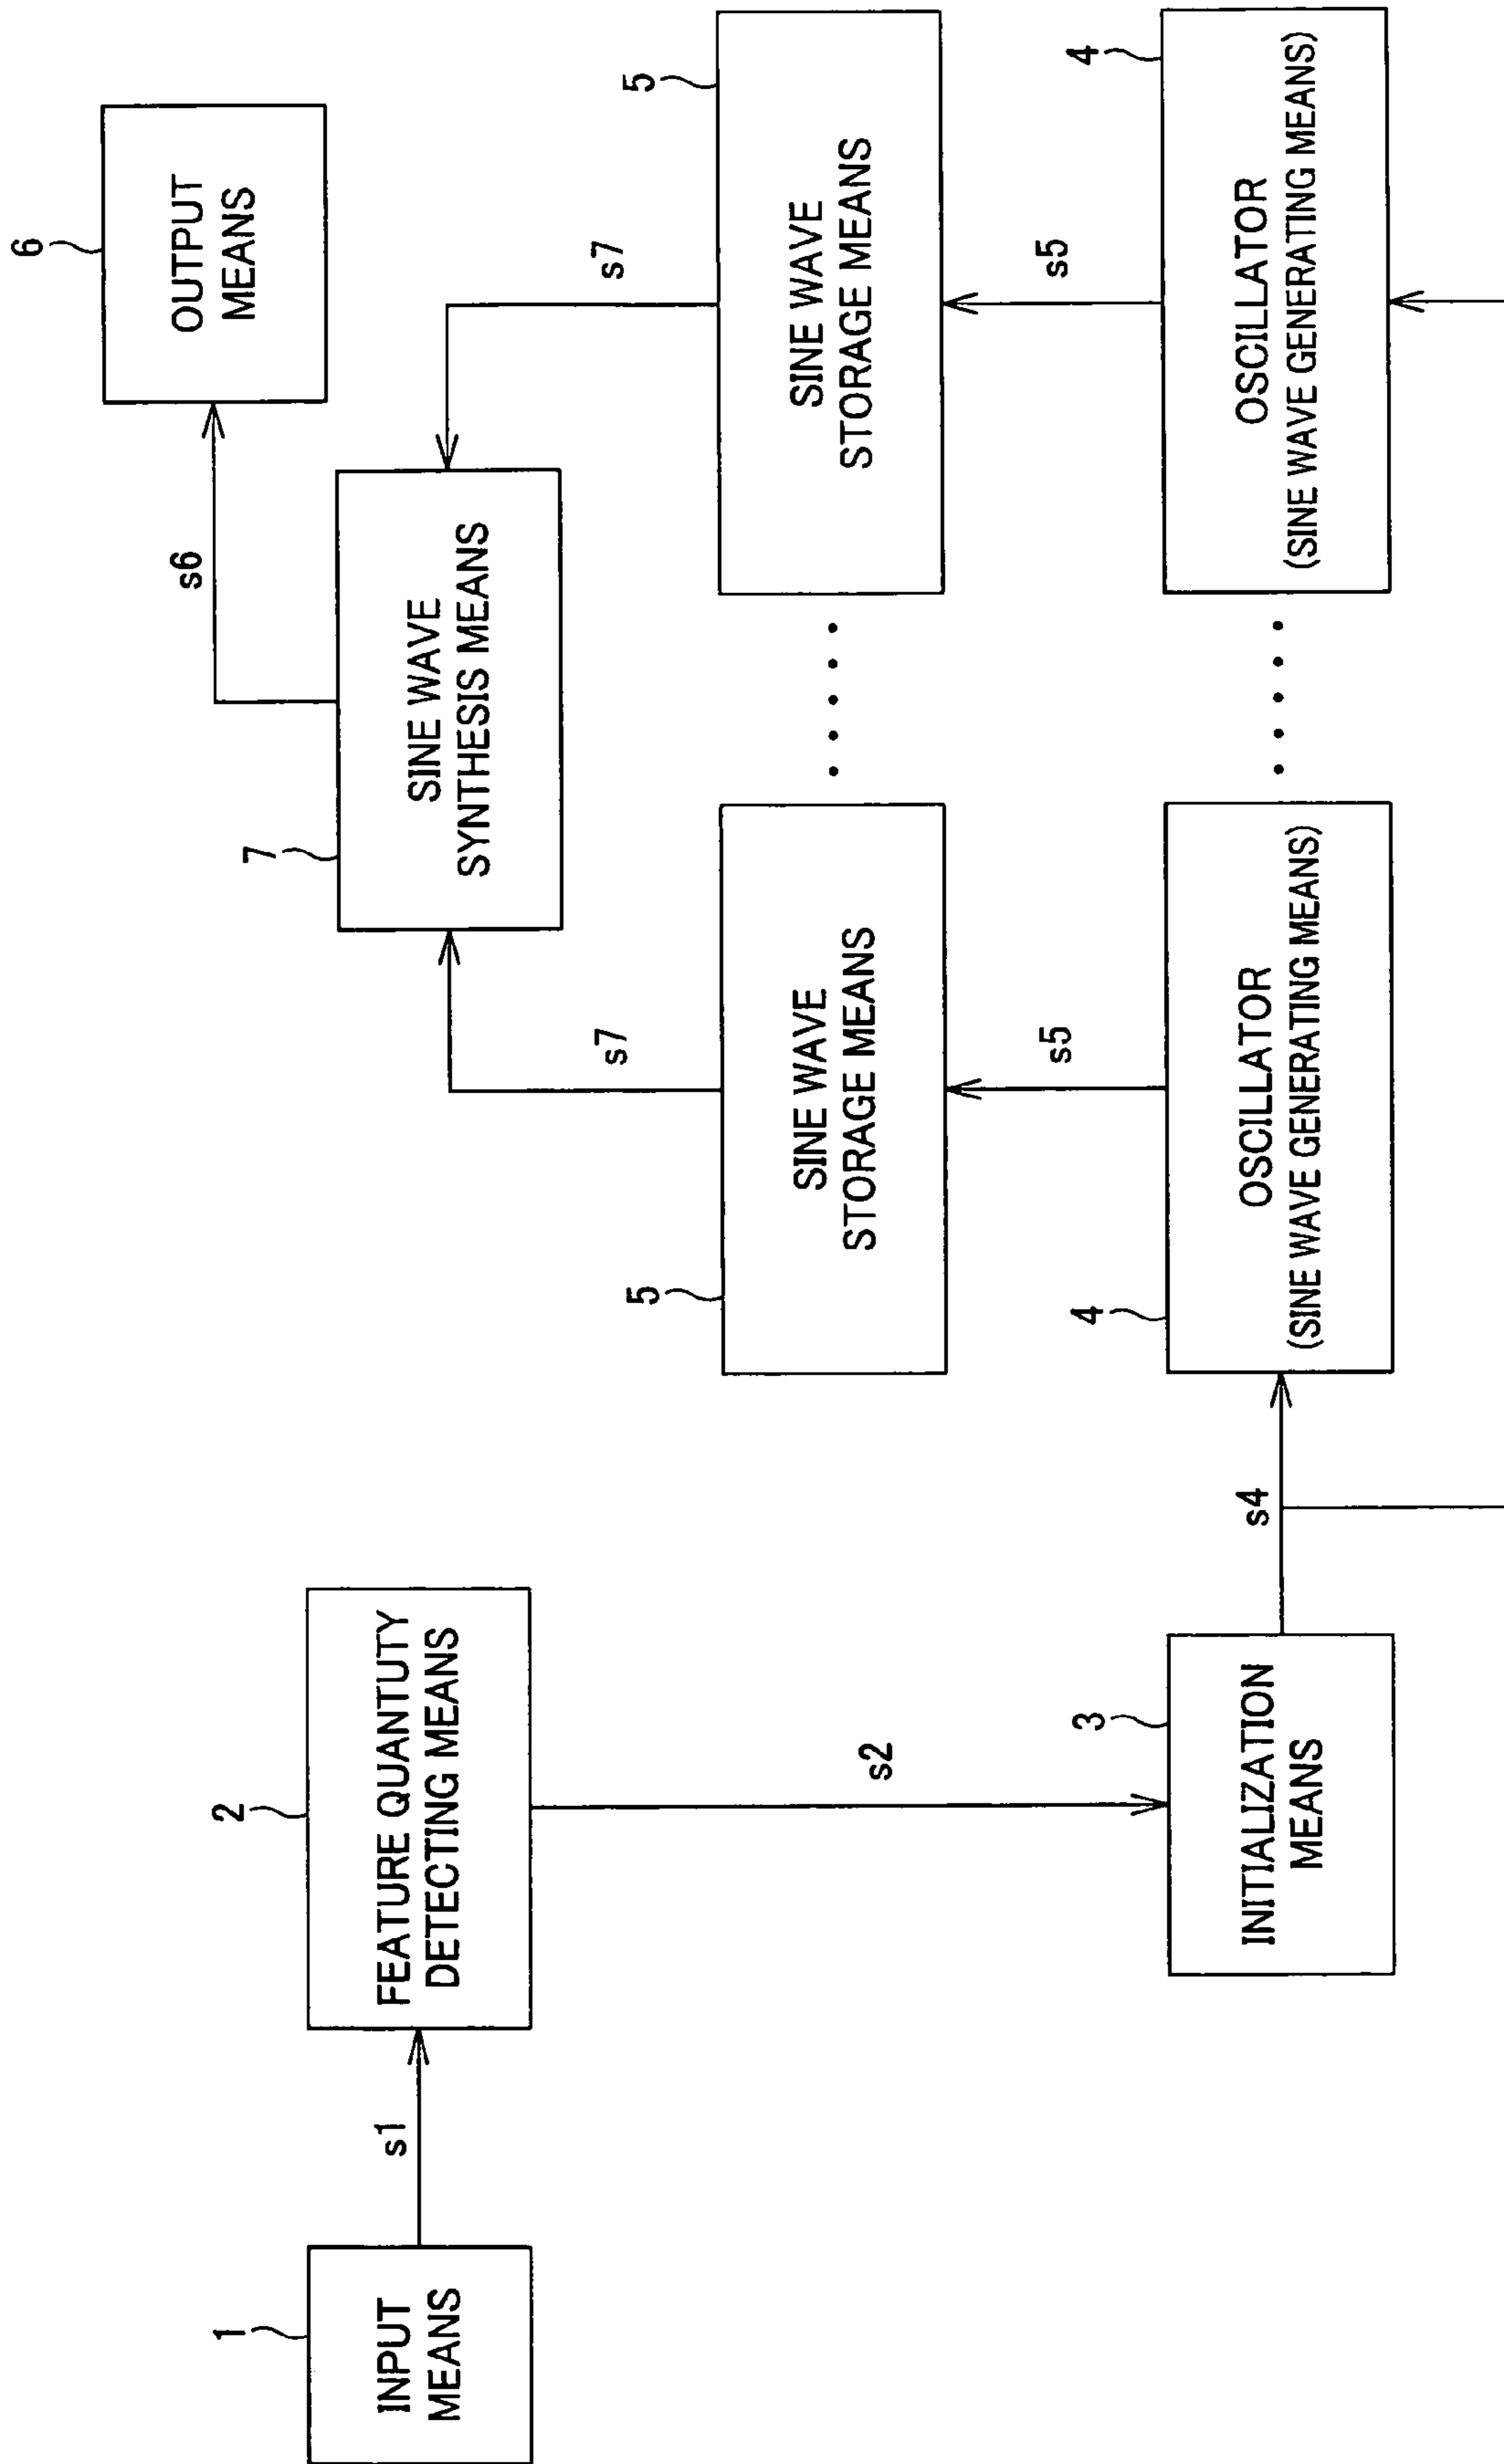 1
INPUT
MEANS
s1
2
FEATURE QUANTUTY
DETECTING MEANS
s2
3
INITIALIZATION
MEANS
s4
4
OSCILLATOR
(SINE WAVE GENERATING MEANS)
s5
5
SINE WAVE
STORAGE MEANS
s7
7
SINE WAVE
SYNTHESIS MEANS
s6
6
OUTPUT
MEANS
s7
5
SINE WAVE
STORAGE MEANS
s5
4
OSCILLATOR
(SINE WAVE GENERATING MEANS)